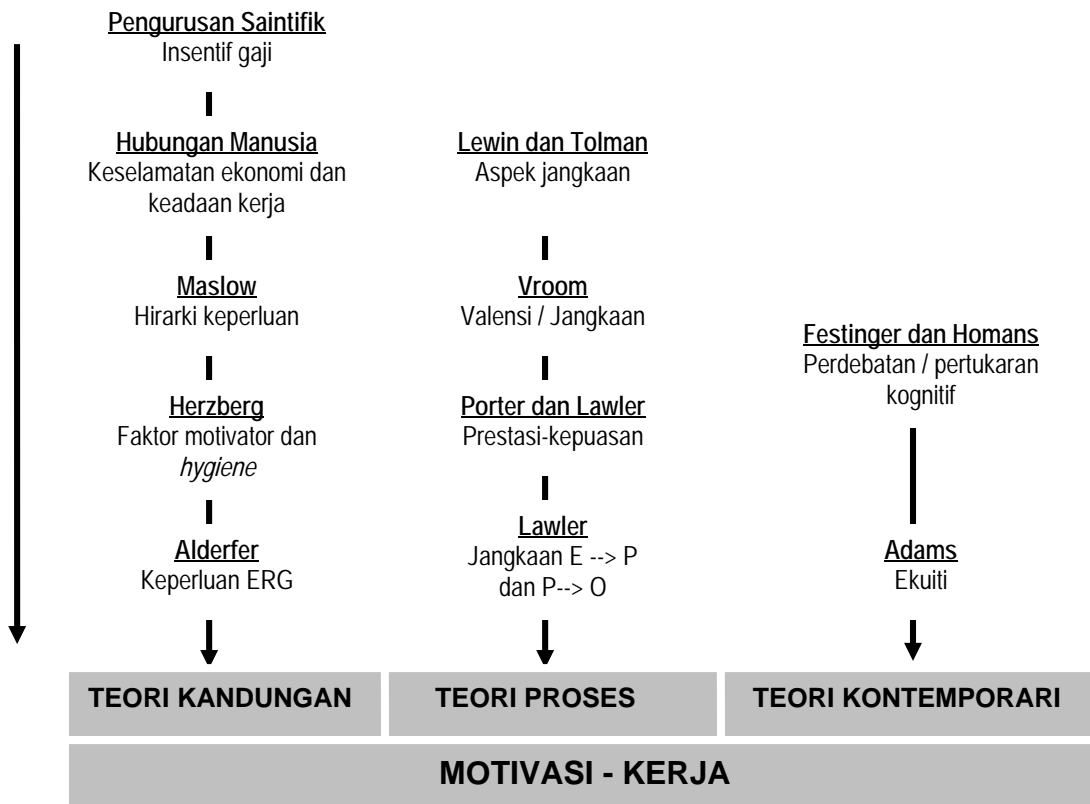 Pengurusan Saintifik
Insentif gaji
Hubungan Manusia
Keselamatan ekonomi dan
keadaan kerja
Maslow
Hirarki keperluan
Herzberg
Faktor motivator dan
hygiene
Alderfer
Keperluan ERG
TEORI KANDUNGAN
Lewin dan Tolman
Aspek jangkaan
Vroom
Valensi / Jangkaan
Porter dan Lawler
Prestasi-kepuasan
Lawler
Jangkaan E --> P
dan P--> O
TEORI PROSES
Festinger dan Homans
Perdebatan / pertukaran
kognitif
Adams
Ekuiti
TEORI KONTEMPORARI
MOTIVASI - KERJA